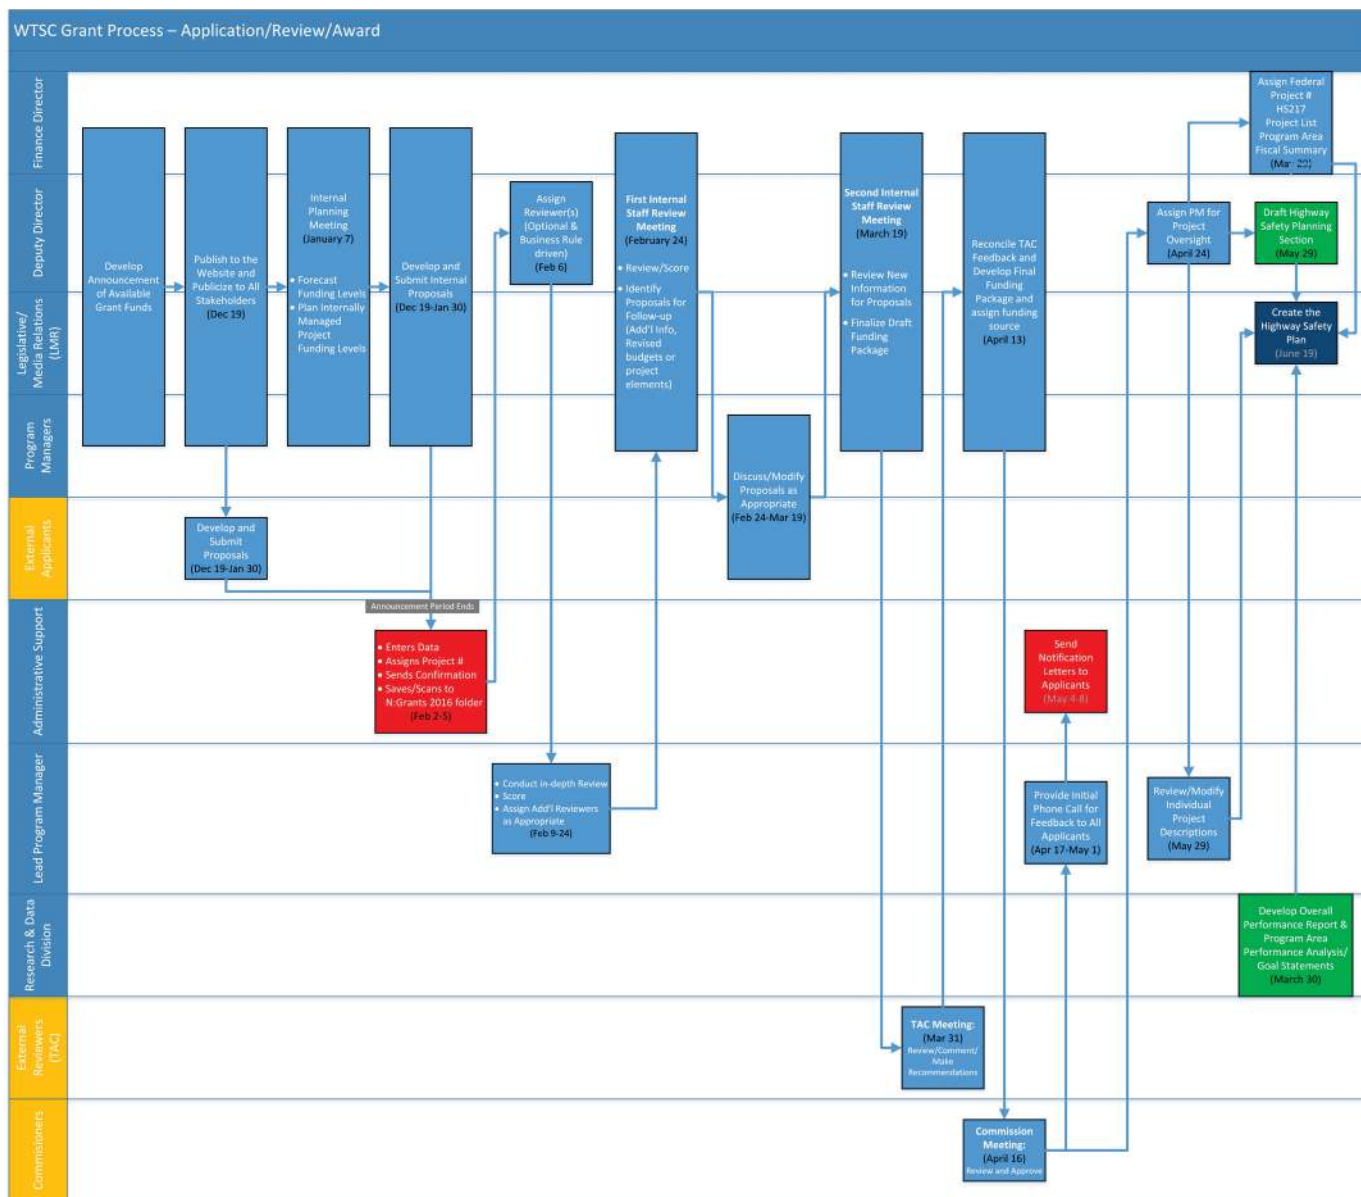 WTSC Grant Process – Application/Review/Award
Finance Director
Deputy Director
Legislative/
Media Relations
(LMR)
Program
Managers
External
Applicants
Administrative Support
Lead Program Manager
Research & Data
Division
External
Reviewers
(TAC)
Commisioners
Develop
Announcement
of Available
Grant Funds
Publish to the
Website and
Publicize to All
Stakeholders
(Dec 19)
Internal
Planning
Meeting
(January 7)
• Forecast
Funding Levels
• Plan Internally
Managed
Project
Funding Levels
Develop and
Submit Internal
Proposals
(Dec 19-Jan 30)
Develop and
Submit
Proposals
(Dec 19-Jan 30)
Announcement Period Ends
• Enters Data
• Assigns Project #
• Sends Confirmation
• Saves/Scans to
N:Grants 2016 folder
(Feb 2-5)
Assign
Reviewer(s)
(Optional &
Business Rule
driven)
(Feb 6)
• Conduct in-depth Review
• Score
• Assign Add'l Reviewers
as Appropriate
(Feb 9-24)
First Internal
Staff Review
Meeting
(February 24)
• Review/Score
• Identify
Proposals for
Follow-up
(Add'l Info,
Revised
budgets or
project
elements)
Discuss/Modify
Proposals as
Appropriate
(Feb 24-Mar 19)
Second Internal
Staff Review
Meeting
(March 19)
• Review New
Information
for Proposals
• Finalize Draft
Funding
Package
TAC Meeting:
(Mar 31)
Review/Comment/
Make
Recommendations
Reconcile TAC
Feedback and
Develop Final
Funding
Package and
assign funding
source
(April 13)
Commission
Meeting:
(April 16)
Review and Approve
Provide Initial
Phone Call for
Feedback to All
Applicants
(Apr 17-May 1)
Send
Notification
Letters to
Applicants
(May 4-8)
Assign PM for
Project
Oversight
(April 24)
Assign Federal
Project #
HS217
Project List
Program Area
Fiscal Summary
Draft Highway
Safety Planning
Section
(May 29)
Create the
Highway Safety
Plan
(June 19)
Review/Modify
Individual
Project
Descriptions
(May 29)
Develop Overall
Performance Report &
Program Area
Performance Analysis/
Goal Statements
(March 30)